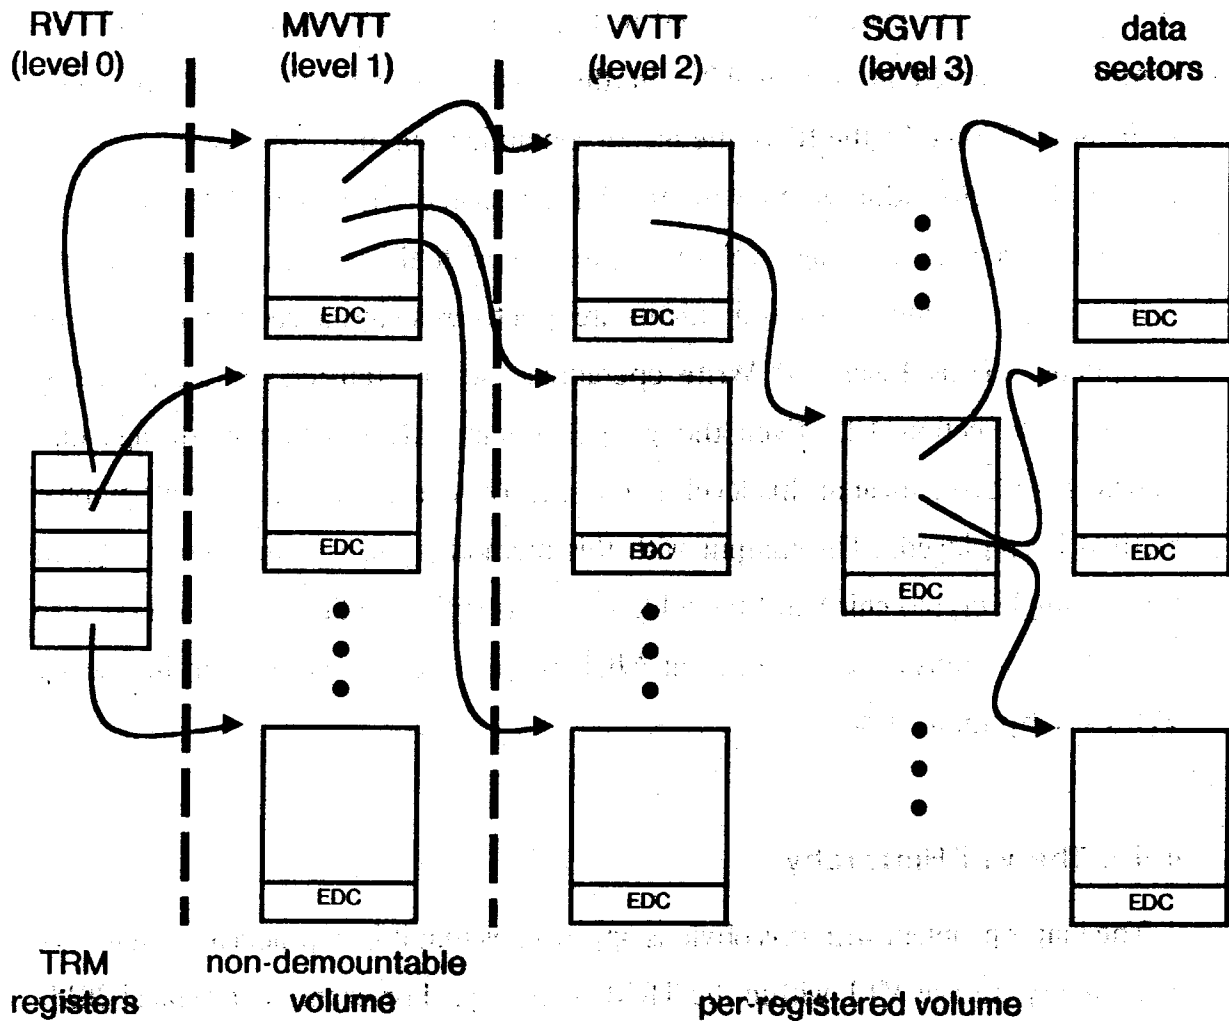 RVTT
(level 0)
MVVTT
(level 1)
VVTT
(level 2)
SGVTT
(level 3)
data
sectors
EDC
EDC
EDC
EDC
EDC
EDC
EDC
EDC
EDC
EDC
TRM
registers
non-demountable
volume
per-registered volume